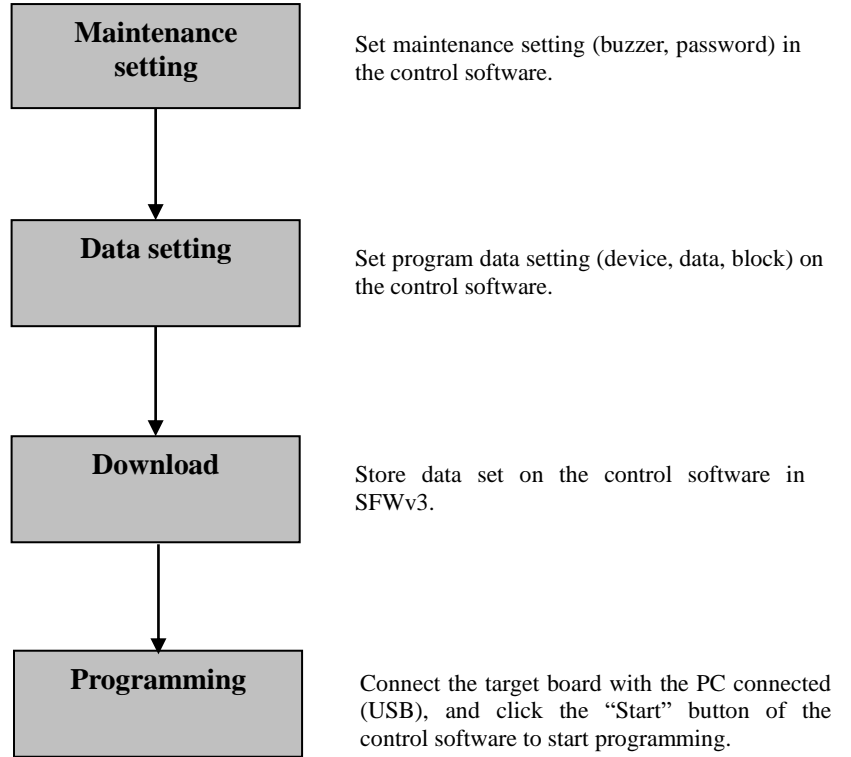 Maintenance
setting
Set maintenance setting (buzzer, password) in
the control software.
Data setting
Set program data setting (device, data, block) on
the control software.
Download
Store data set on the control software in
SFWv3.
Programming
Connect the target board with the PC connected
(USB), and click the “Start” button of the
control software to start programming.